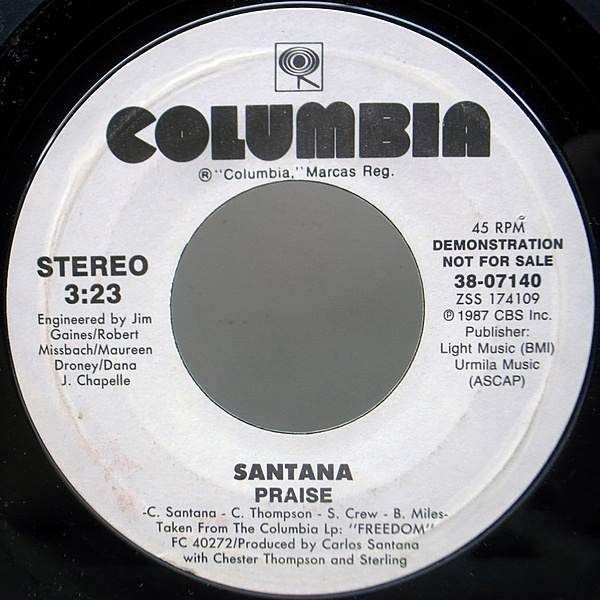 COLUMBIA
®"Columbia," Marcas Reg.
STEREO
3:23
Engineered by Jim
Gaines/Robert
Missbach/Maureen
Droney/Dana
J. Chapelle
45 RPM
DEMONSTRATION
NOT FOR SALE
38-07140
ZSS 174109
℗ 1987 CBS Inc.
Publisher:
Light Music (BMI)
Urmila Music
(ASCAP)
SANTANA
PRAISE
-C. Santana - C. Thompson - S. Crew - B. Miles-
Taken From The Columbia Lp: "FREEDOM"
FC 40272/Produced by Carlos Santana
with Chester Thompson and Sterling